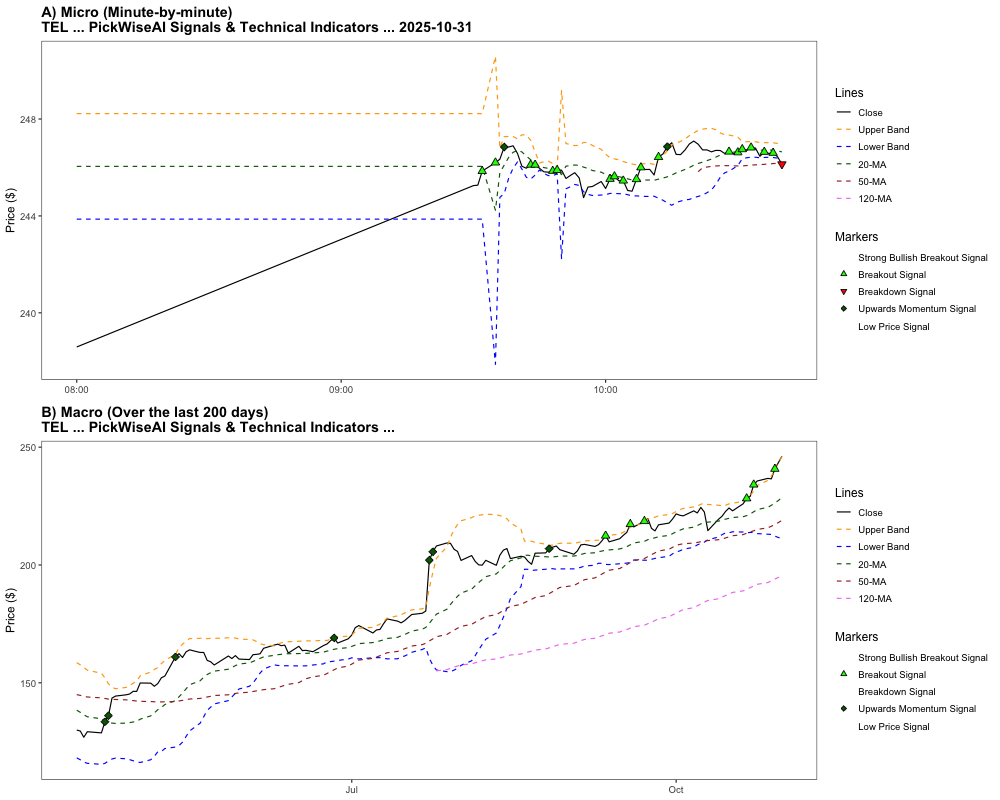 A) Micro (Minute-by-minute)
TEL ... PickWiseAI Signals & Technical Indicators ... 2025-10-31
Price ($)
248
244
240
08:00
09:00
10:00
Lines
Close
Upper Band
Lower Band
20-MA
50-MA
120-MA
Markers
Strong Bullish Breakout Signal
Breakout Signal
Breakdown Signal
Upwards Momentum Signal
Low Price Signal
B) Macro (Over the last 200 days)
TEL ... PickWiseAI Signals & Technical Indicators ...
Price ($)
250
200
150
Jul
Oct
Lines
Close
Upper Band
Lower Band
20-MA
50-MA
120-MA
Markers
Strong Bullish Breakout Signal
Breakout Signal
Breakdown Signal
Upwards Momentum Signal
Low Price Signal